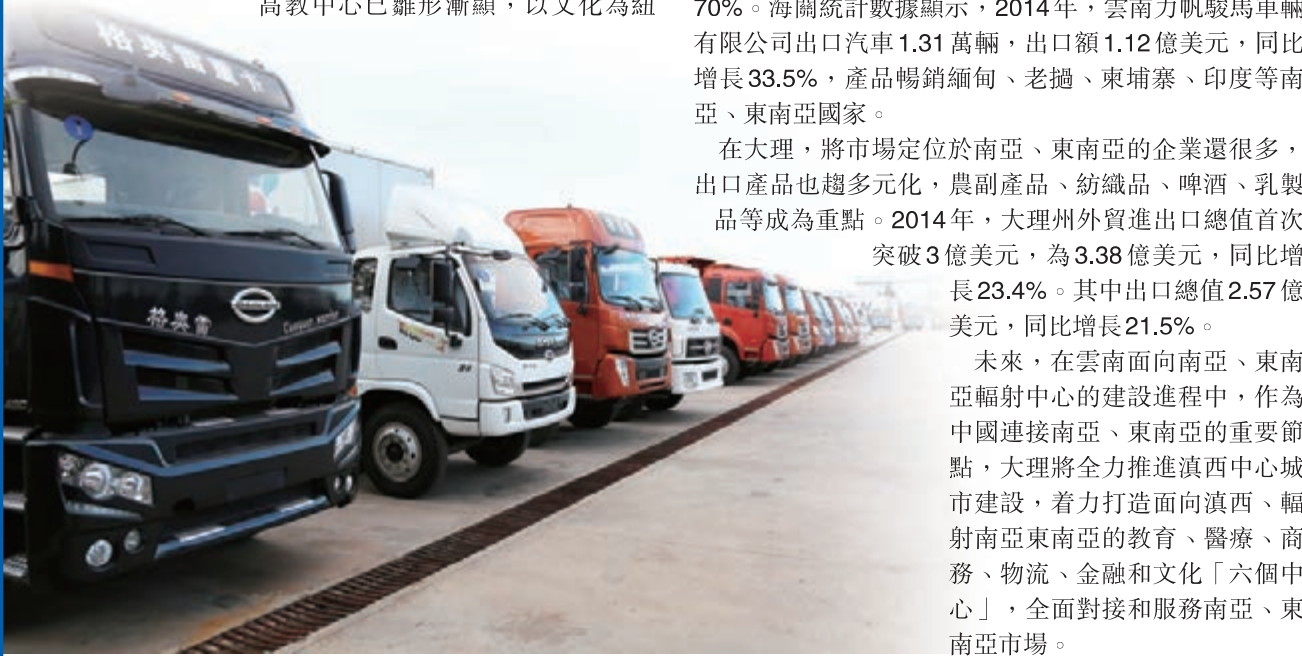 高教中心已雛形漸顯，以文化為紐
70%。海關統計數據顯示，2014年，雲南力帆駿馬車輛
有限公司出口汽車1.31萬輛，出口額1.12億美元，同比
增長33.5%，產品暢銷緬甸、老撾、柬埔寨、印度等南
亞、東南亞國家。
在大理，將市場定位於南亞、東南亞的企業還很多，
出口產品也趨多元化，農副產品、紡織品、啤酒、乳製
品等成為重點。2014年，大理州外貿進出口總值首次
突破3億美元，為3.38億美元，同比增
長23.4%。其中出口總值2.57億
美元，同比增長21.5%。
未來，在雲南面向南亞、東南
亞輻射中心的建設進程中，作為
中國連接南亞、東南亞的重要節
點，大理將全力推進滇西中心城
市建設，着力打造面向滇西、輻
射南亞東南亞的教育、醫療、商
務、物流、金融和文化「六個中
心」，全面對接和服務南亞、東
南亞市場。
格奧雷重卡
格奧雷